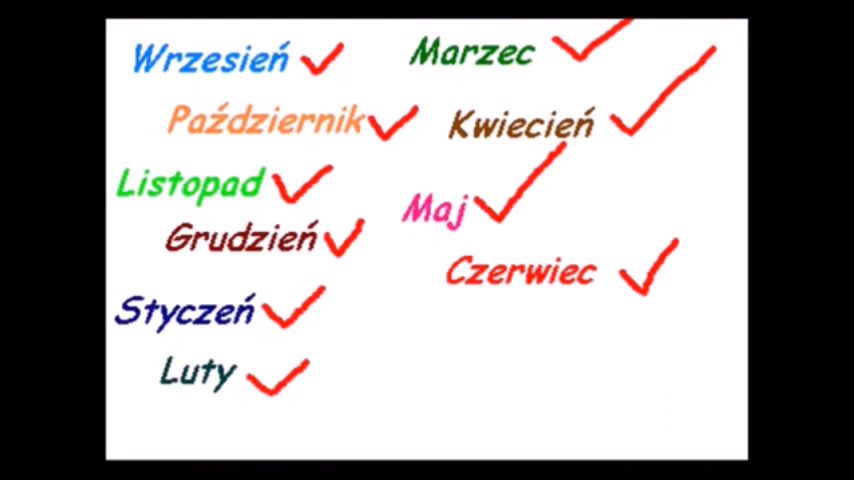 Wrzesień
Październik
Listopad
Grudzień
Styczeń
Luty
Marzec
Kwiecień
Maj
Czerwiec